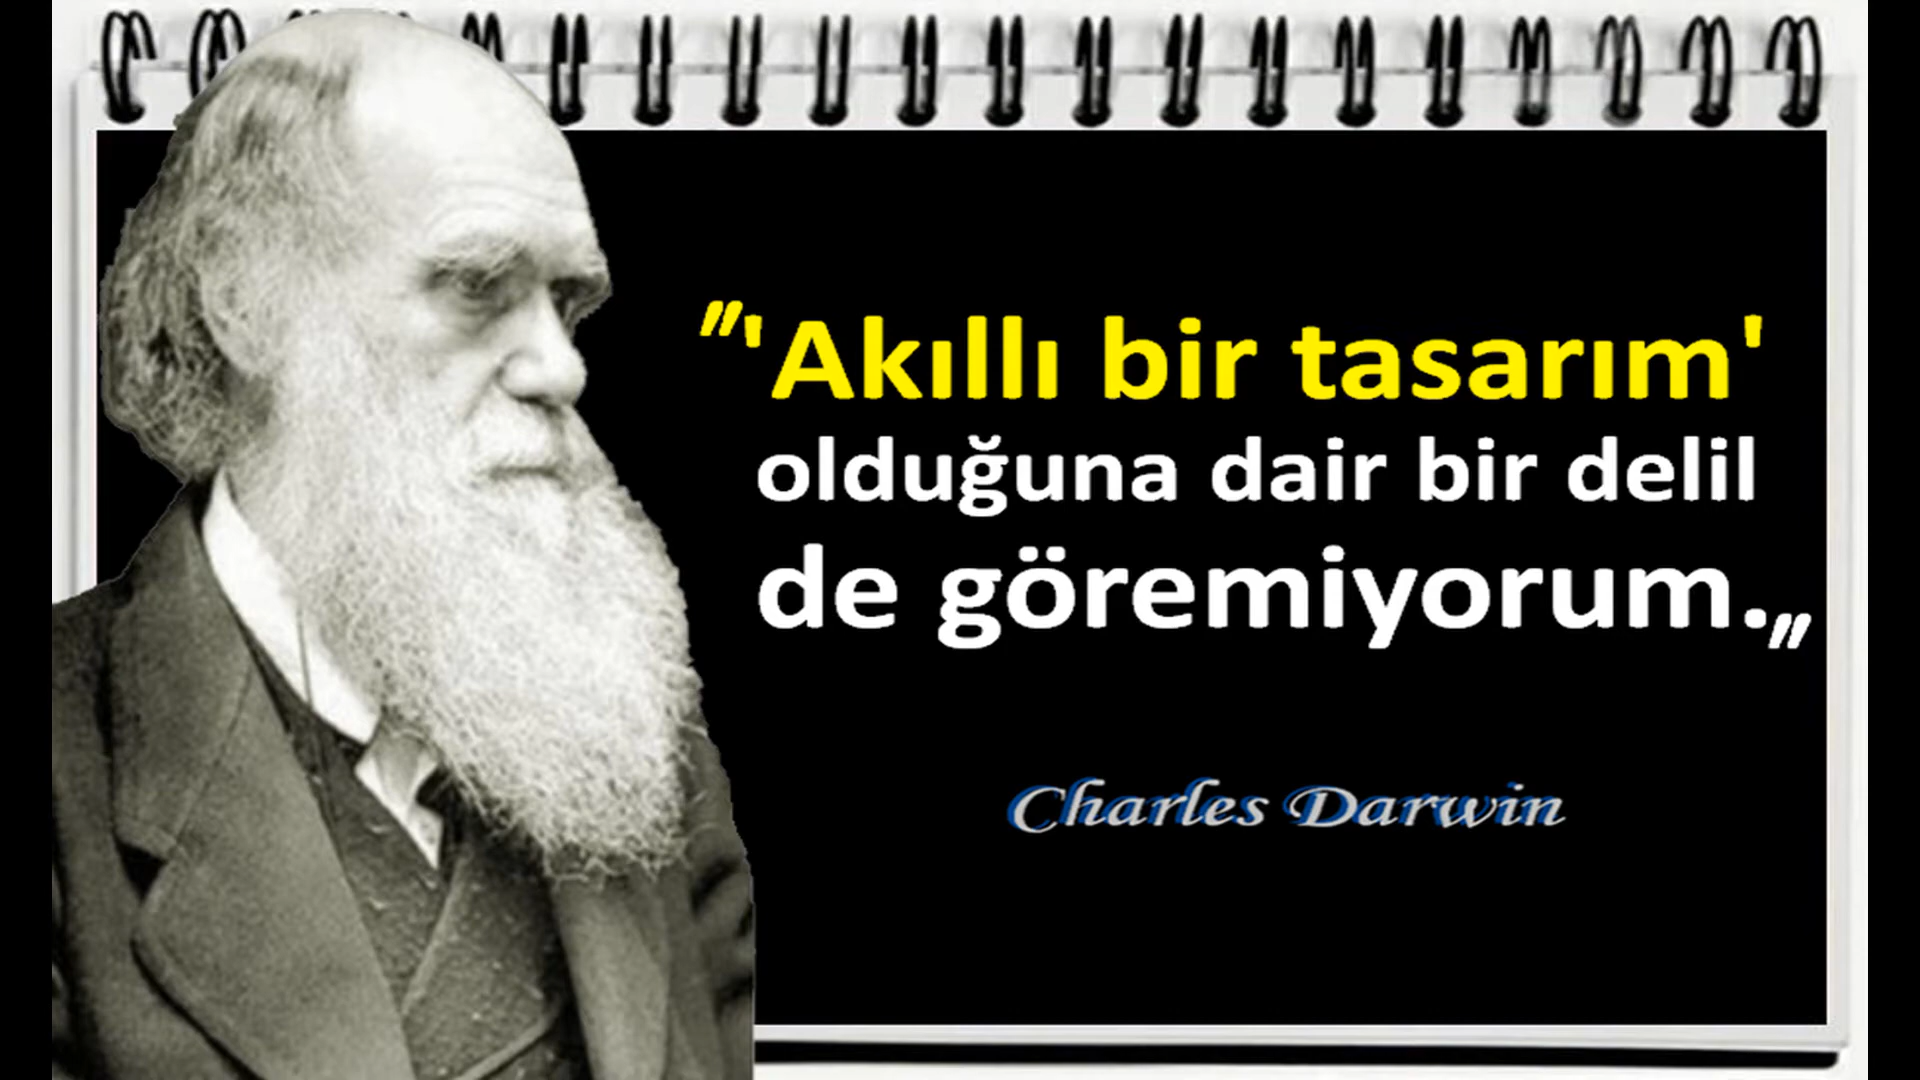 "'Akıllı bir tasarım'
olduğuna dair bir delil
de göremiyorum."
Charles Darwin